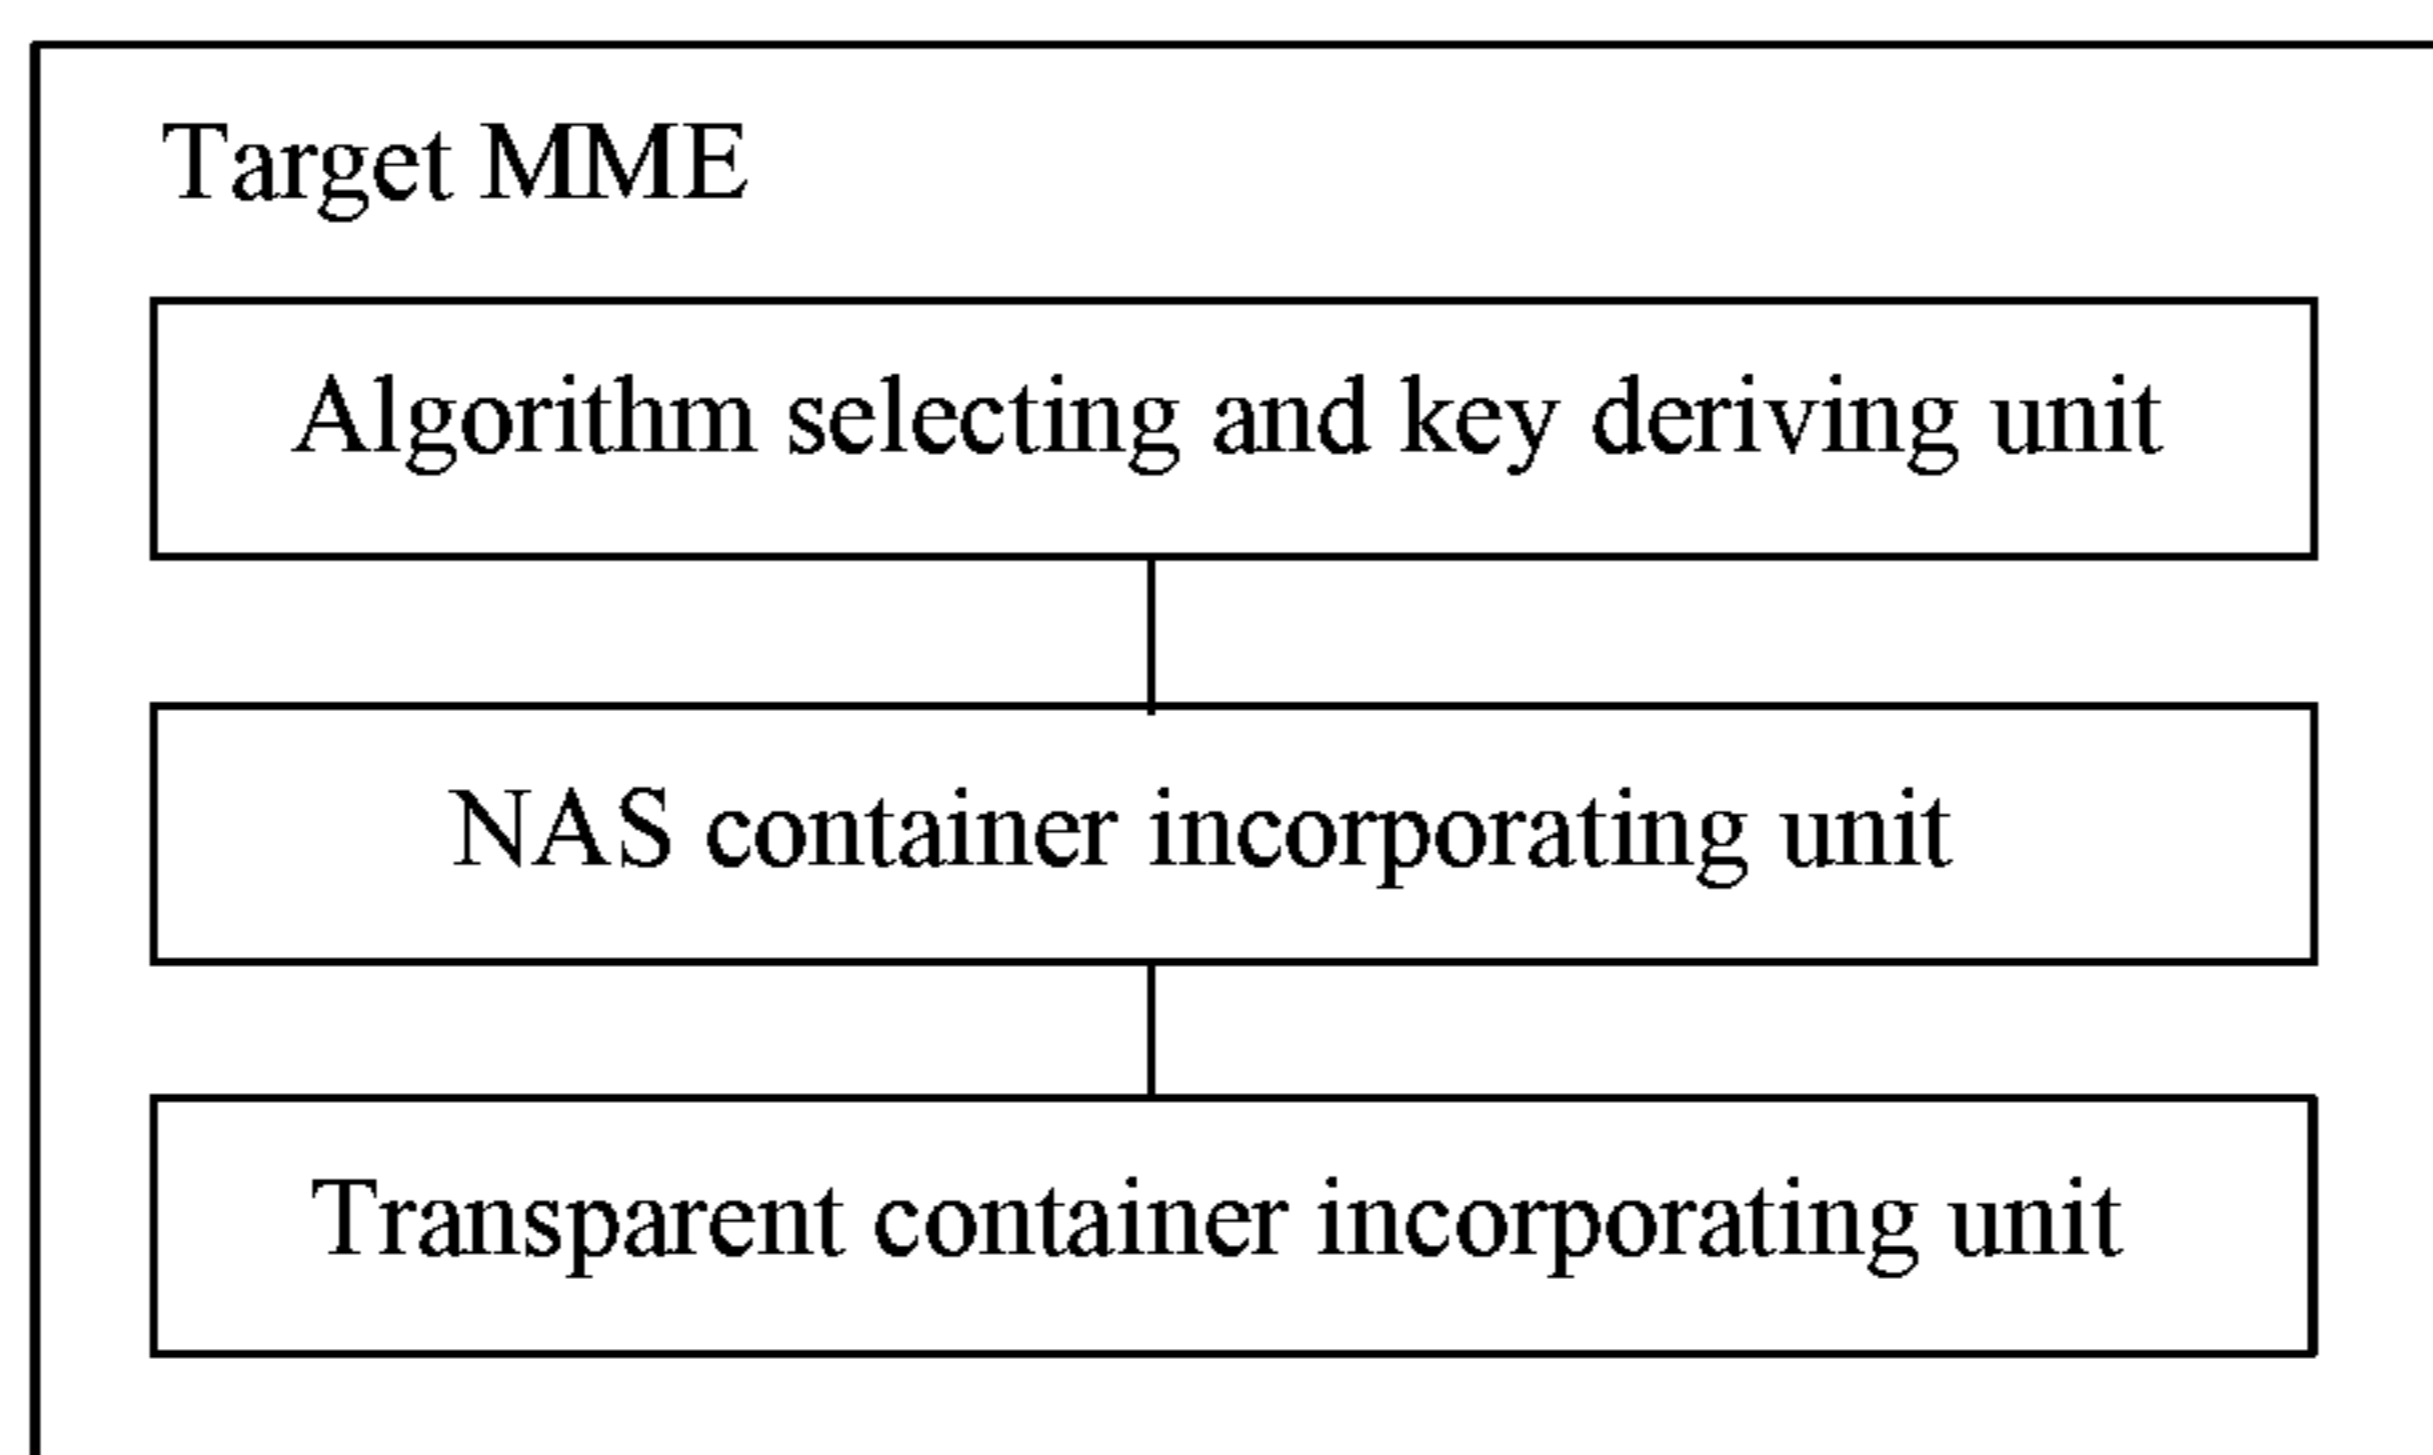 Target MME
Algorithm selecting and key deriving unit
NAS container incorporating unit
Transparent container incorporating unit